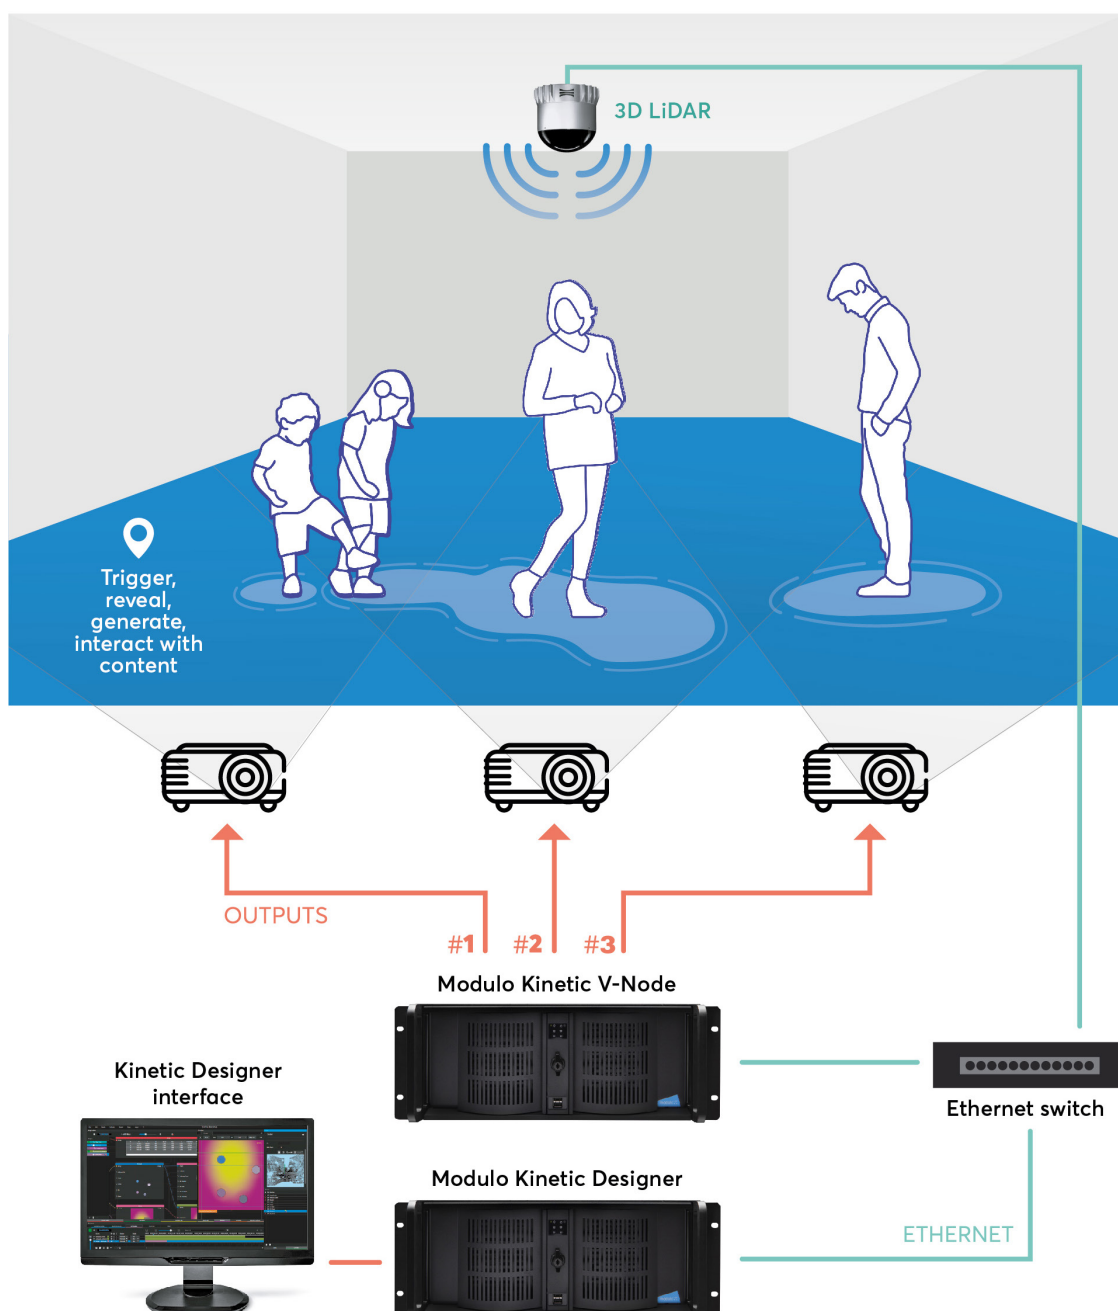 3D LiDAR
Trigger,
reveal,
generate,
interact with
content
OUTPUTS
#1
#2
#3
Modulo Kinetic V-Node
Kinetic Designer
interface
Ethernet switch
Modulo Kinetic Designer
ETHERNET